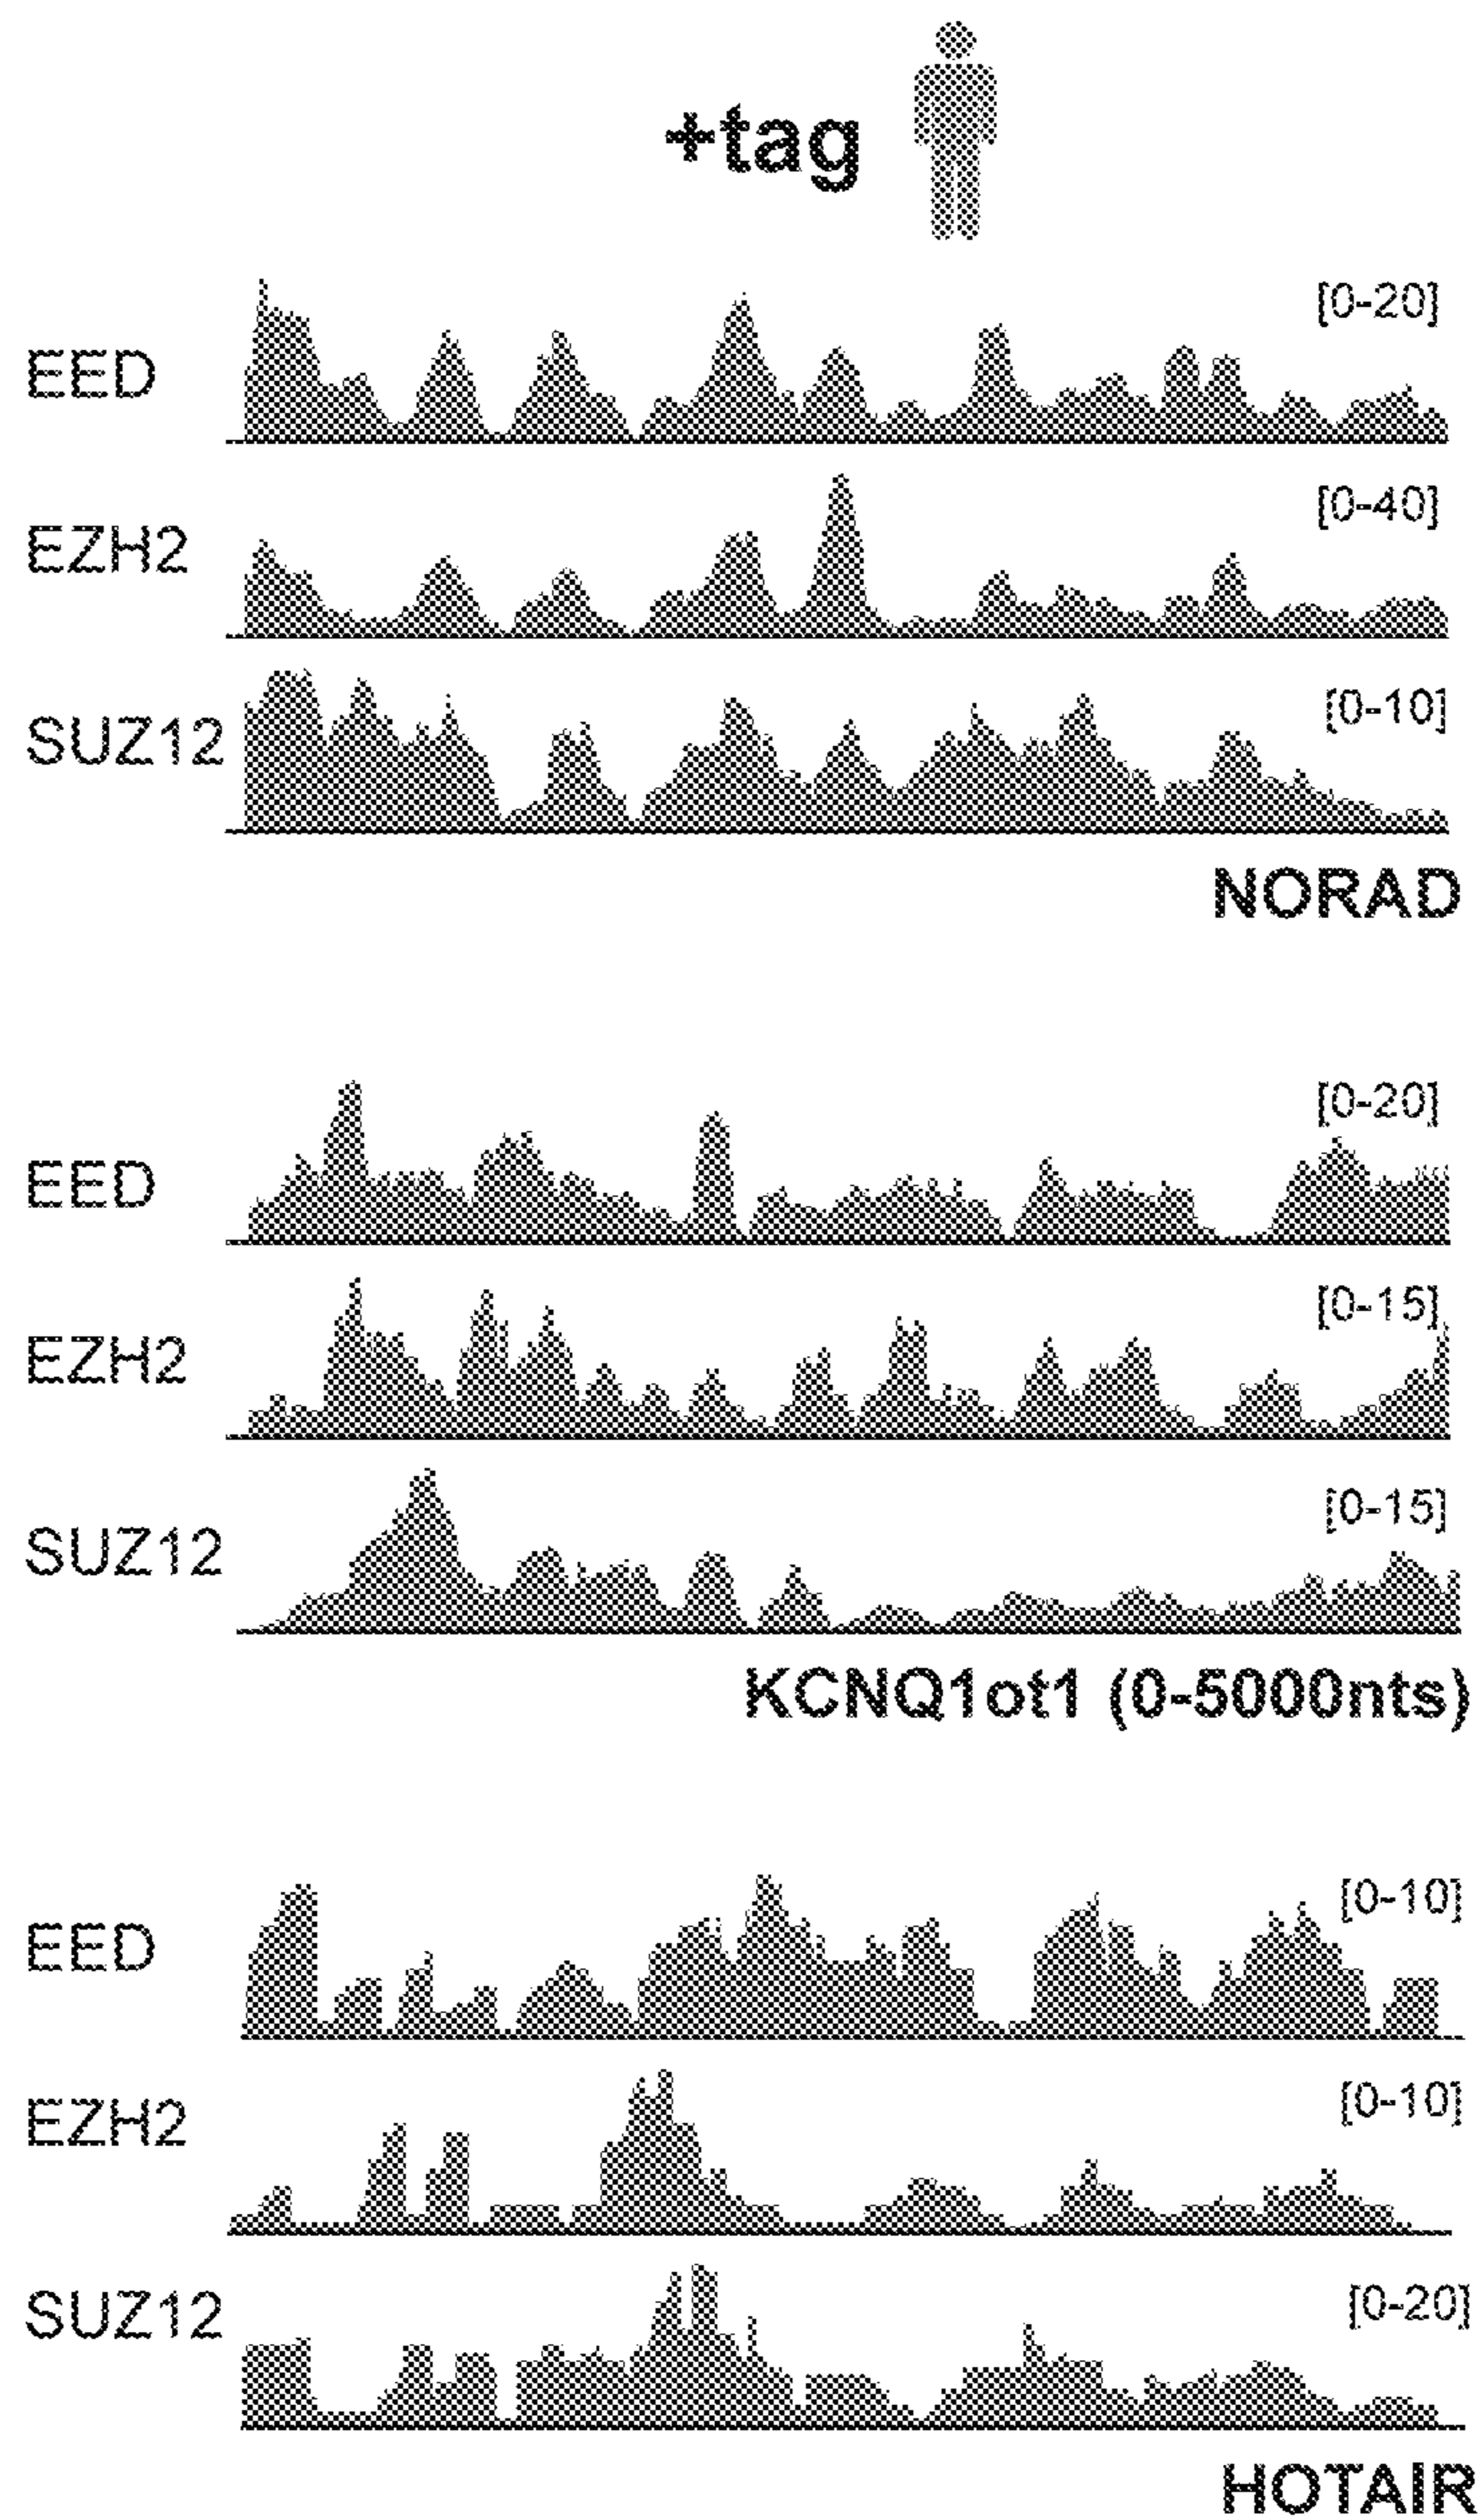 +tag
[0-20]
EED
[0-40]
EZH2
[0-10]
SUZ12
NORAD
[0-20]
EED
[0-15]
EZH2
[0-15]
SUZ12
KCNQ1ot1 (0-5000nts)
[0-10]
EED
[0-10]
EZH2
[0-20]
SUZ12
HOTAIR